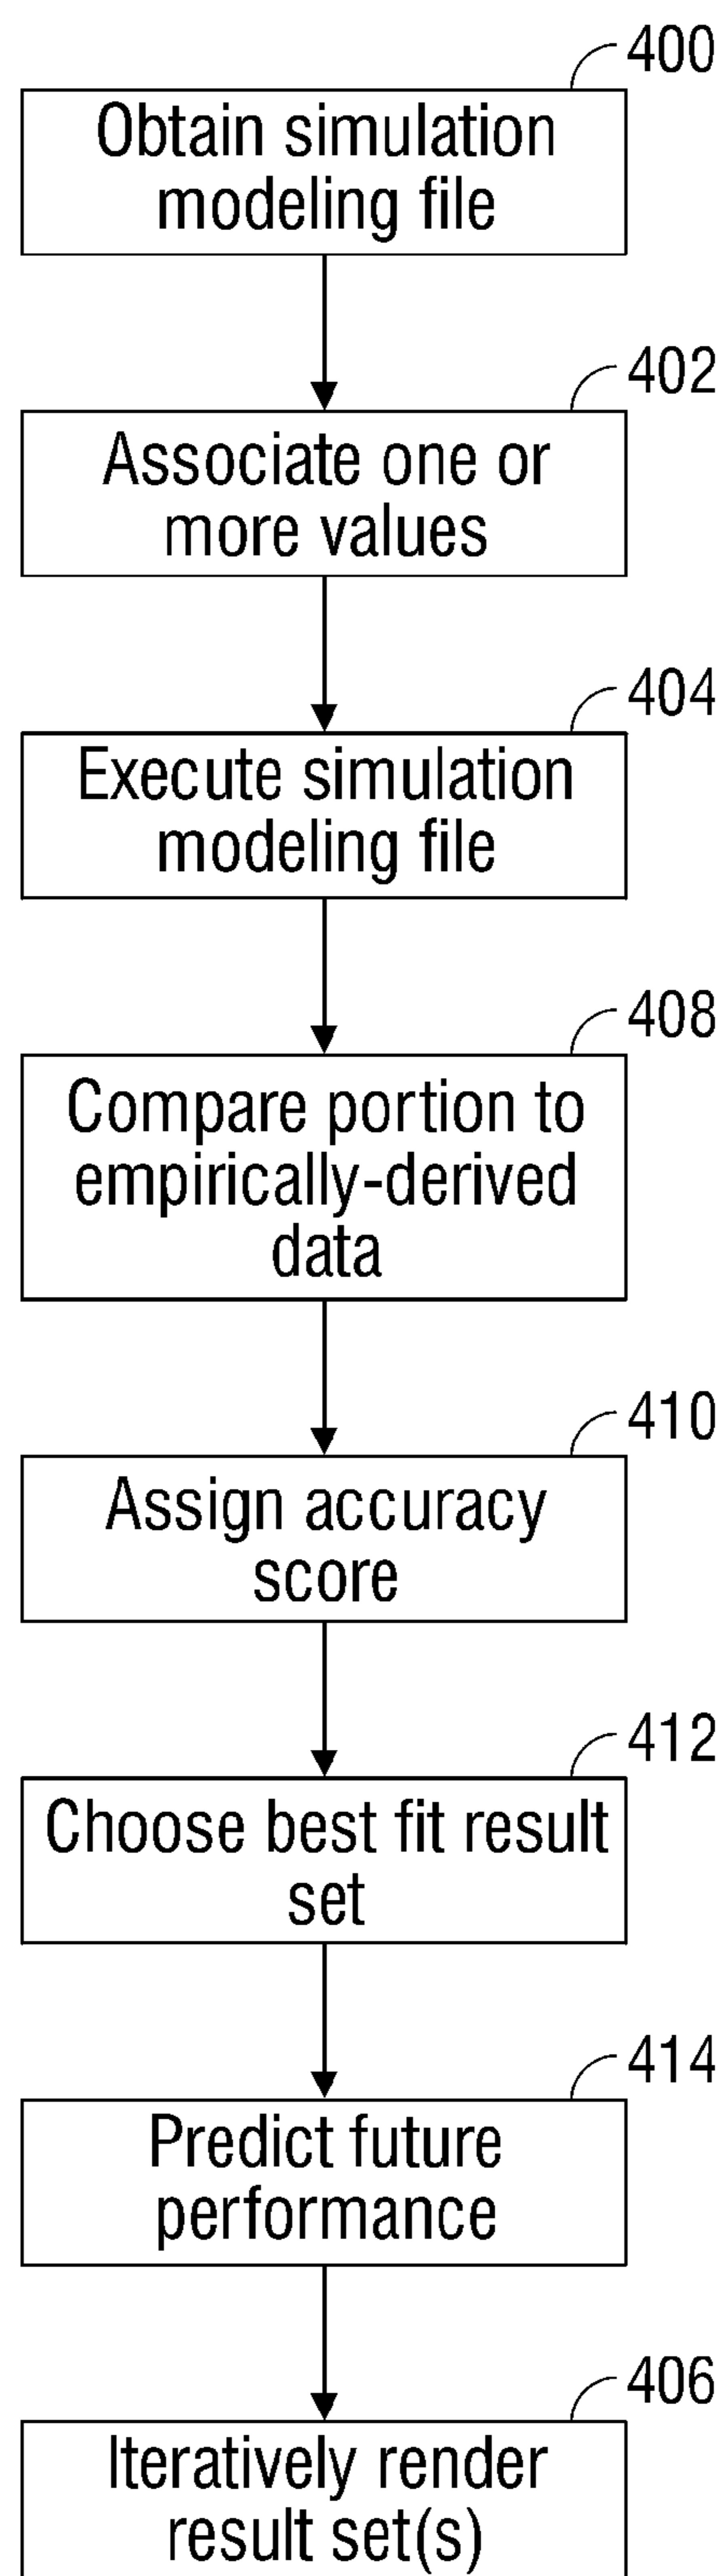 400
Obtain simulation
modeling file
402
Associate one or
more values
404
Execute simulation
modeling file
408
Compare portion to
empirically-derived
data
410
Assign accuracy
score
412
Choose best fit result
set
414
Predict future
performance
406
Iteratively render
result set(s)